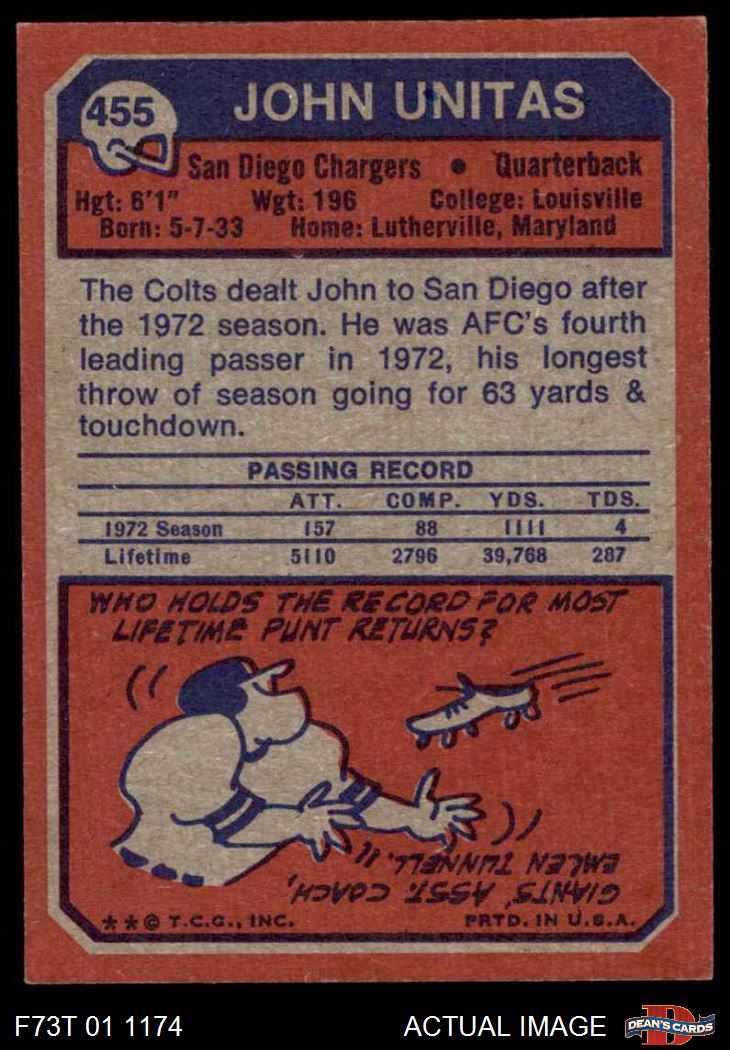 455
JOHN UNITAS
San Diego Chargers • Quarterback
Hgt: 6'1" Wgt: 196 College: Louisville
Born: 5-7-33 Home: Lutherville, Maryland
The Colts dealt John to San Diego after
the 1972 season. He was AFC's fourth
leading passer in 1972, his longest
throw of season going for 63 yards &
touchdown.
PASSING RECORD
ATT. COMP. YDS. TDS.
1972 Season 157 88 1111 4
Lifetime 5110 2796 39,768 287
WHO HOLDS THE RECORD FOR MOST
LIFETIME PUNT RETURNS?
GIANTS' ASST. COACH,
EMLEN TUNNELL.
**© T.C.G., INC. PRTD. IN U.S.A.
F73T 01 1174 ACTUAL IMAGE
D
DEAN'S CARDS